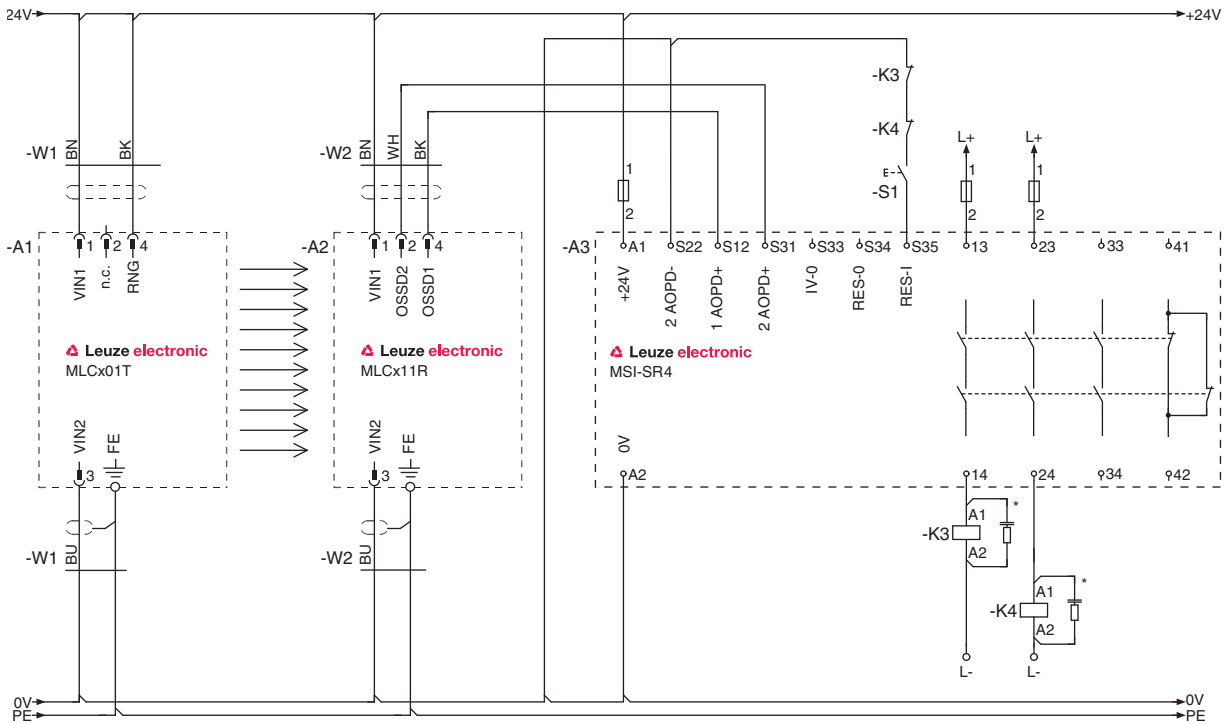 24V
+24V
-K3
-K4
L+
L+
-W1
BN
BK
-W2
BN
WH
BK
E
-S1
1
2
1
2
1
2
-A1
1
2
4
-A2
1
2
4
-A3
A1
S22
S12
S31
S33
S34
S35
13
23
33
41
VIN1
n.c.
RNG
VIN1
OSSD2
OSSD1
+24V
2 AOPD-
1 AOPD+
2 AOPD+
IV-0
RES-0
RES-I
Leuze electronic
MLCx01T
Leuze electronic
MLCx11R
Leuze electronic
MSI-SR4
VIN2
FE
VIN2
FE
0V
3
3
A2
14
24
34
42
-K3
A1
A2
*
-W1
BU
-W2
BU
-K4
A1
A2
*
L-
L-
0V
0V
PE
PE